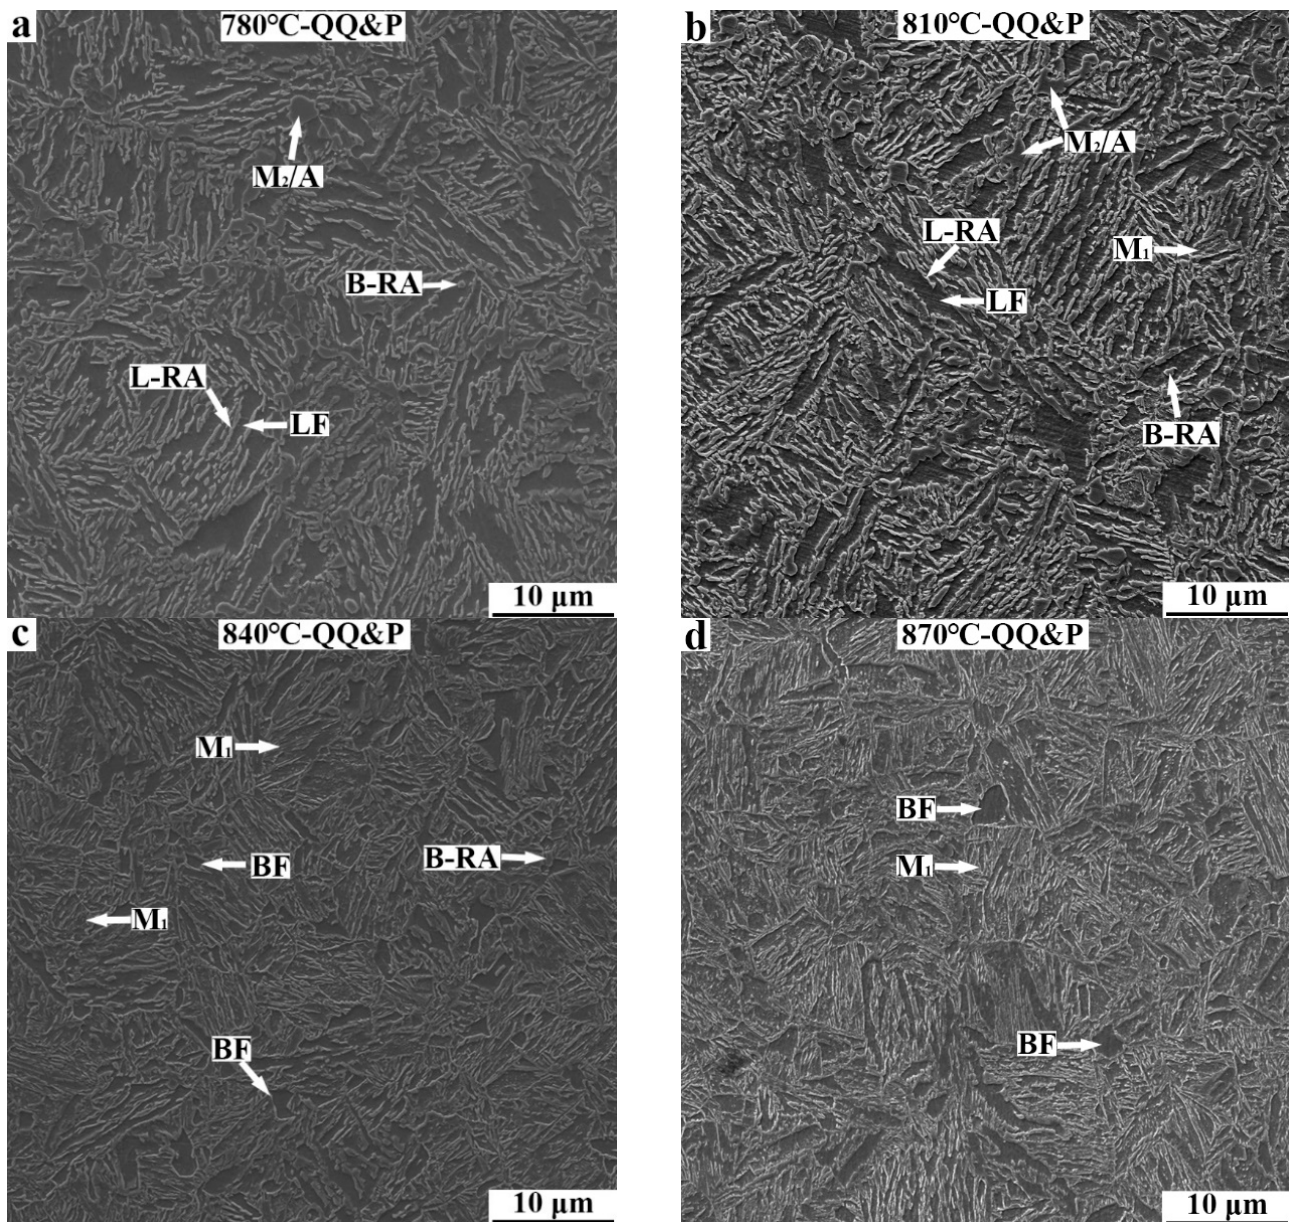 a
780°C-QQ&P
M₂/A
B-RA
L-RA
LF
10 μm
b
810°C-QQ&P
M₂/A
L-RA
M₁
LF
B-RA
10 μm
c
840°C-QQ&P
M₁
BF
B-RA
M₁
BF
10 μm
d
870°C-QQ&P
BF
M₁
BF
10 μm